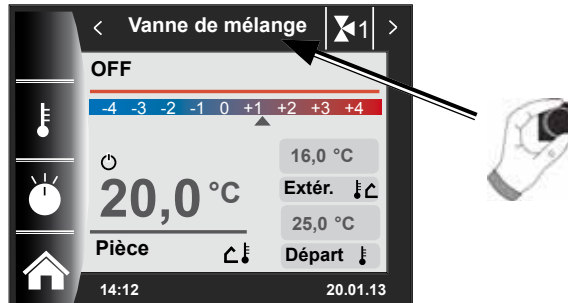 < Vanne de mélange 1 >
OFF
-4 -3 -2 -1 0 +1 +2 +3 +4
16,0 °C
Extér.
20,0 °C
25,0 °C
Pièce
Départ
14:12 20.01.13